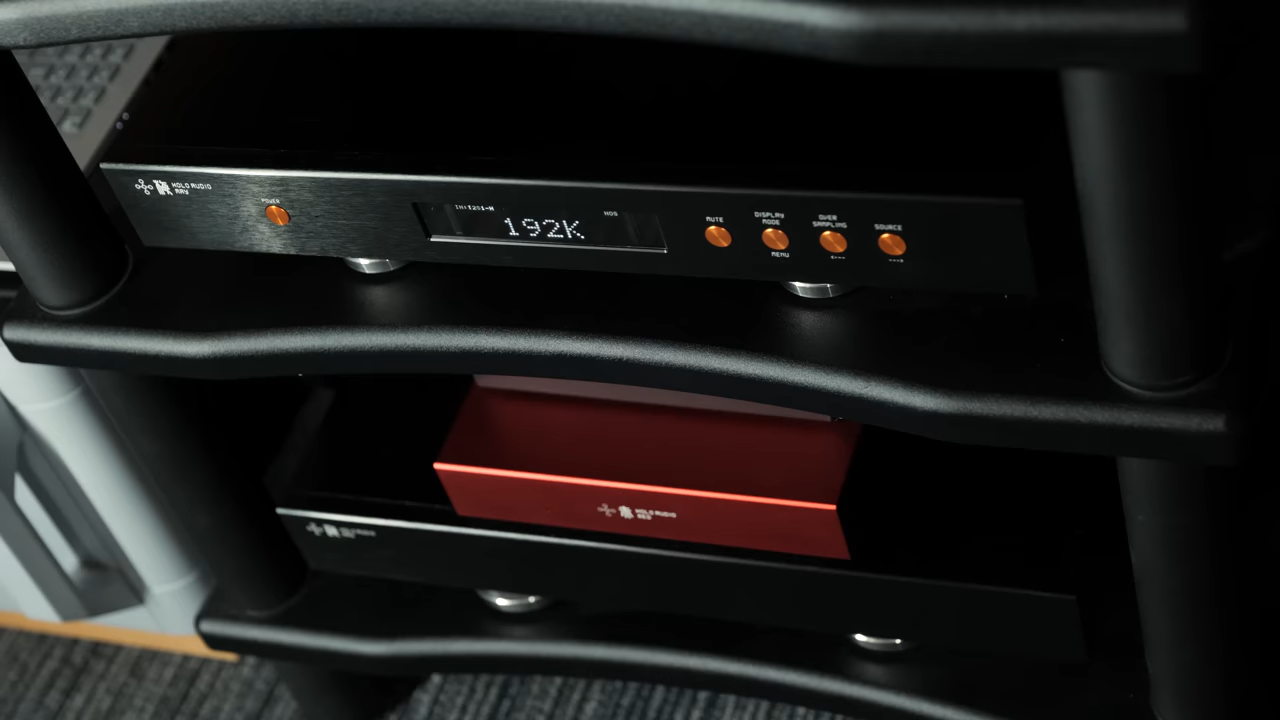 HOLO AUDIO
MAY
POWER
192K
NOS
MUTE
DISPLAY
MODE
MENU
OVER
SAMPLING
<---
SOURCE
--->
HOLO AUDIO
RED